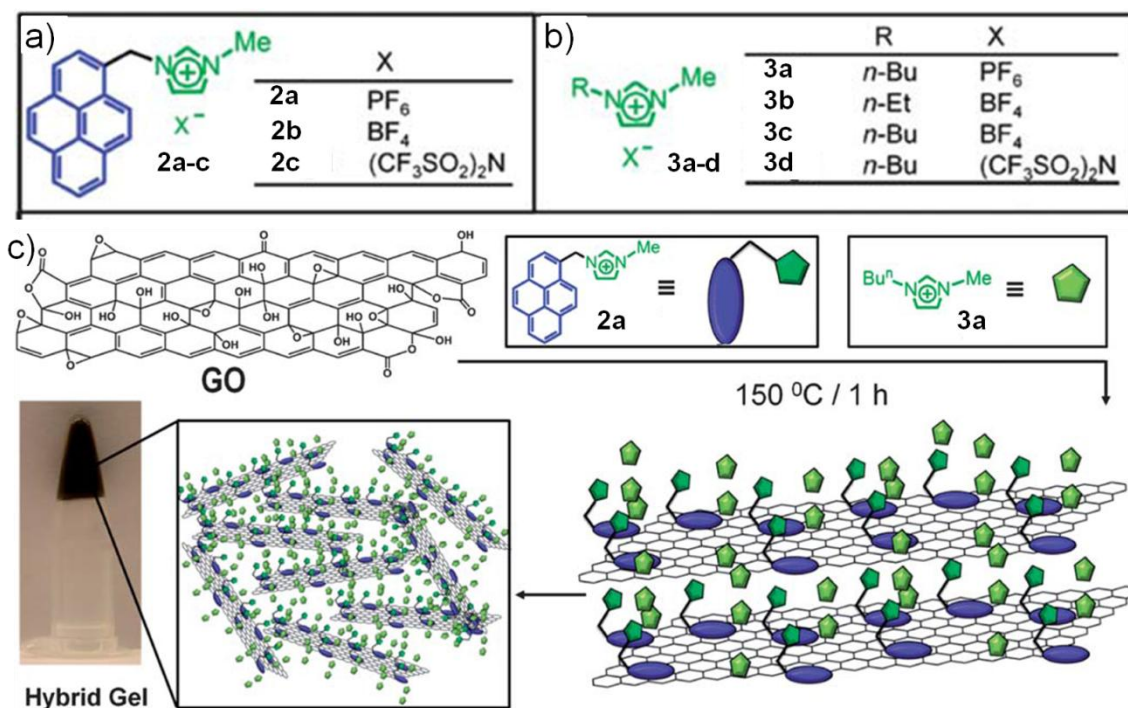 a)
N
N
Me
X⁻
2a-c
X
2a PF₆
2b BF₄
2c (CF₃SO₂)₂N
b)
R
N
N
Me
X⁻
3a-d
R X
3a n-Bu PF₆
3b n-Et BF₄
3c n-Bu BF₄
3d n-Bu (CF₃SO₂)₂N
c)
GO
N
N
Me
2a
≡
Buⁿ
N
N
Me
3a
≡
150 ⁰C / 1 h
Hybrid Gel